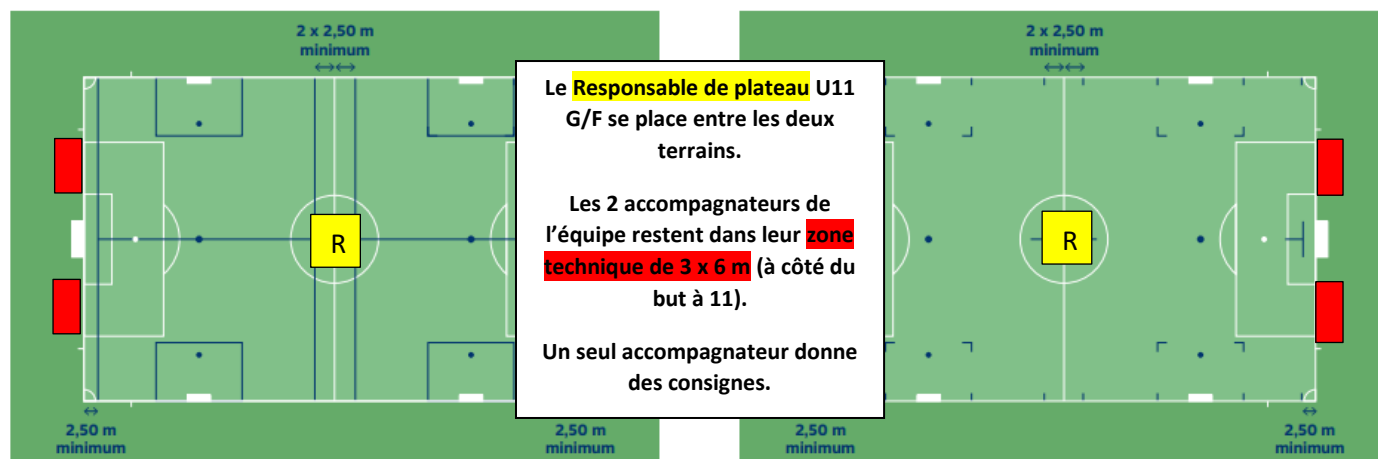 2 x 2,50 m
minimum
2 x 2,50 m
minimum
Le Responsable de plateau U11
G/F se place entre les deux
terrains.
Les 2 accompagnateurs de
l’équipe restent dans leur zone
technique de 3 x 6 m (à côté du
but à 11).
Un seul accompagnateur donne
des consignes.
R
R
2,50 m
minimum
2,50 m
minimum
2,50 m
minimum
2,50 m
minimum